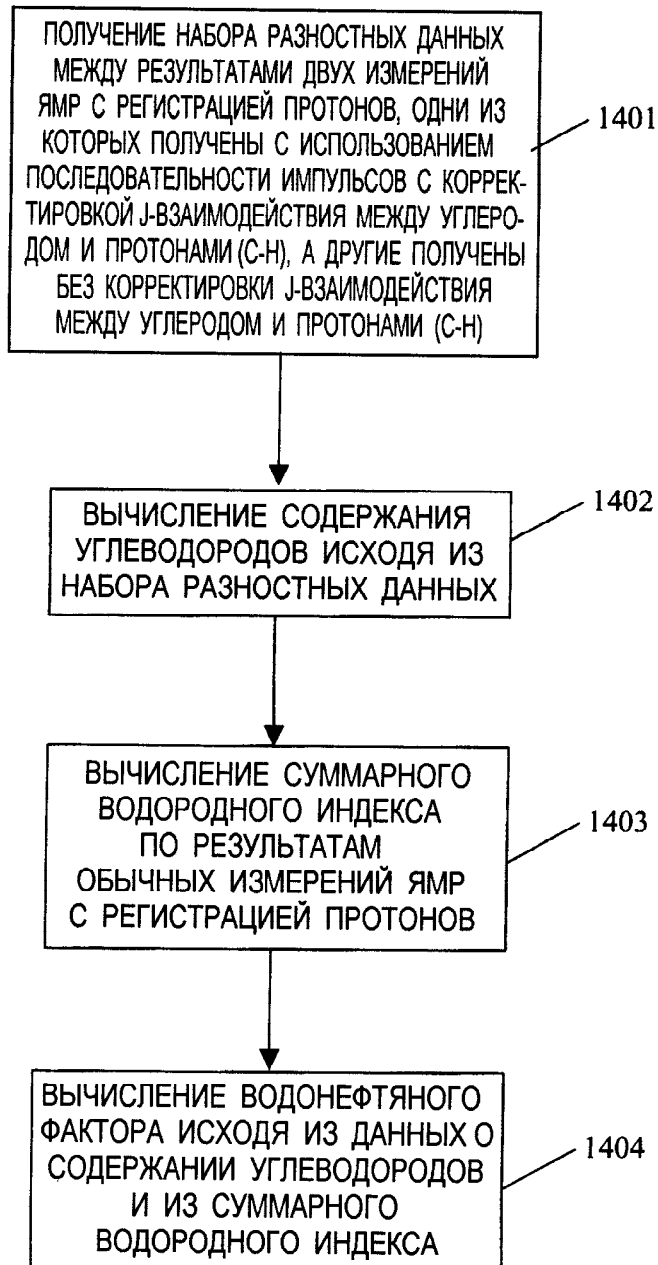 ПОЛУЧЕНИЕ НАБОРА РАЗНОСТНЫХ ДАННЫХ
МЕЖДУ РЕЗУЛЬТАТАМИ ДВУХ ИЗМЕРЕНИЙ
ЯМР С РЕГИСТРАЦИЕЙ ПРОТОНОВ, ОДНИ ИЗ
КОТОРЫХ ПОЛУЧЕНЫ С ИСПОЛЬЗОВАНИЕМ
ПОСЛЕДОВАТЕЛЬНОСТИ ИМПУЛЬСОВ С КОРРЕК-
ТИРОВКОЙ J-ВЗАИМОДЕЙСТВИЯ МЕЖДУ УГЛЕРО-
ДОМ И ПРОТОНАМИ (С-Н), А ДРУГИЕ ПОЛУЧЕНЫ
БЕЗ КОРРЕКТИРОВКИ J-ВЗАИМОДЕЙСТВИЯ
МЕЖДУ УГЛЕРОДОМ И ПРОТОНАМИ (С-Н)
1401
ВЫЧИСЛЕНИЕ СОДЕРЖАНИЯ
УГЛЕВОДОРОДОВ ИСХОДЯ ИЗ
НАБОРА РАЗНОСТНЫХ ДАННЫХ
1402
ВЫЧИСЛЕНИЕ СУММАРНОГО
ВОДОРОДНОГО ИНДЕКСА
ПО РЕЗУЛЬТАТАМ
ОБЫЧНЫХ ИЗМЕРЕНИЙ ЯМР
С РЕГИСТРАЦИЕЙ ПРОТОНОВ
1403
ВЫЧИСЛЕНИЕ ВОДОНЕФТЯНОГО
ФАКТОРА ИСХОДЯ ИЗ ДАННЫХ О
СОДЕРЖАНИИ УГЛЕВОДОРОДОВ
И ИЗ СУММАРНОГО
ВОДОРОДНОГО ИНДЕКСА
1404